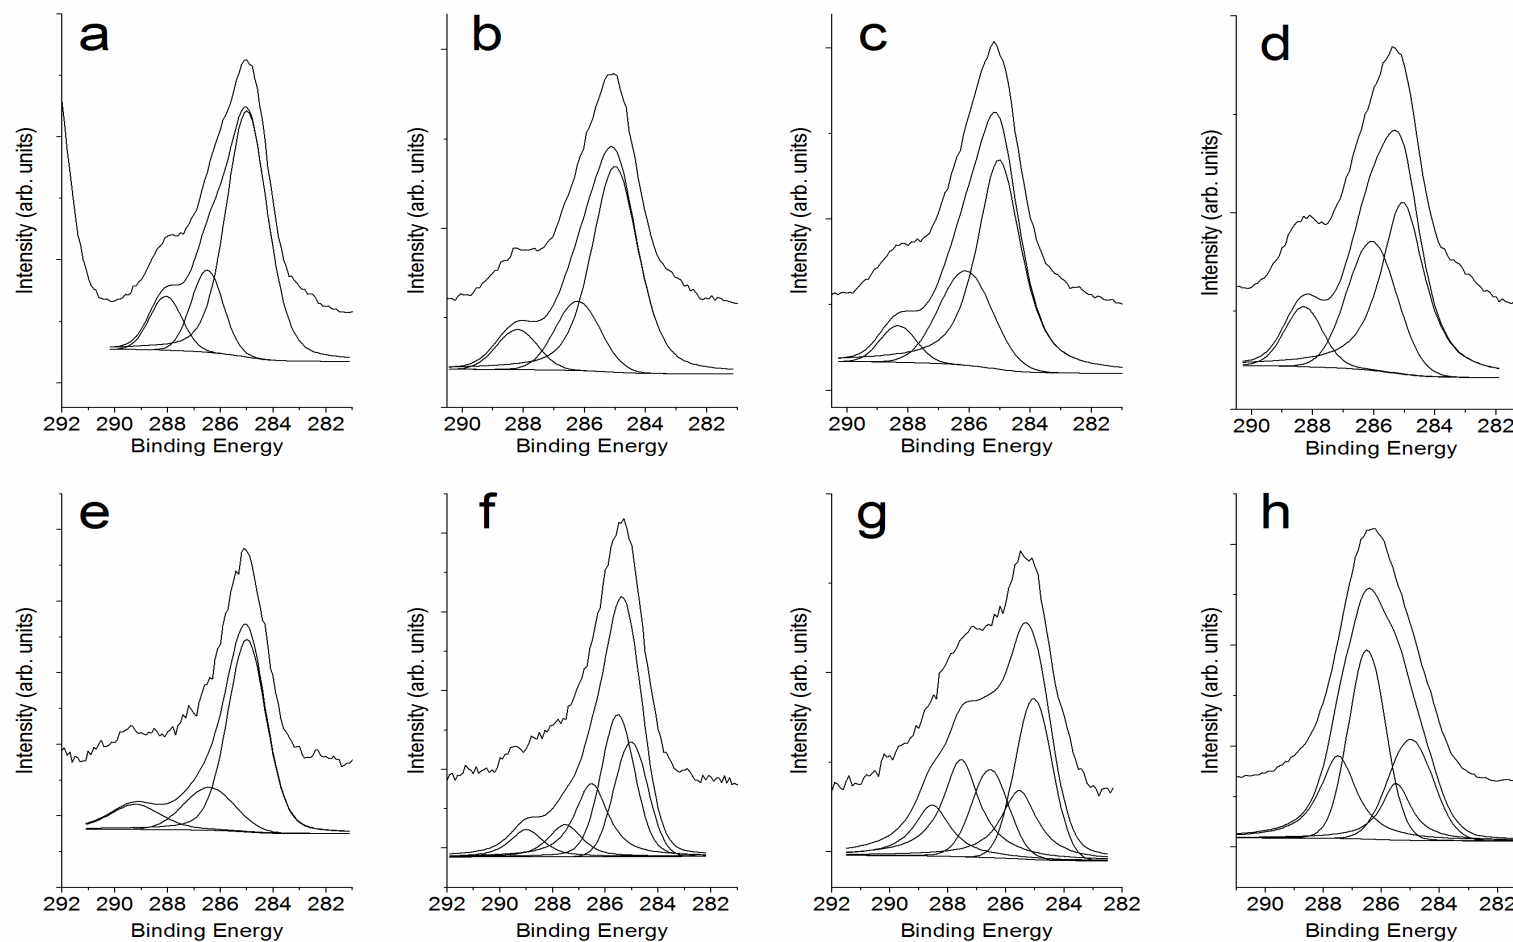 a b c d
Intensity (arb. units) Intensity (arb. units) Intensity (arb. units) Intensity (arb. units)
292 290 288 286 284 282 290 288 286 284 282 290 288 286 284 282 290 288 286 284 282
Binding Energy Binding Energy Binding Energy Binding Energy
e f g h
Intensity (arb. units) Intensity (arb. units) Intensity (arb. units) Intensity (arb. units)
292 290 288 286 284 282 292 290 288 286 284 282 292 290 288 286 284 282 290 288 286 284 282
Binding Energy Binding Energy Binding Energy Binding Energy